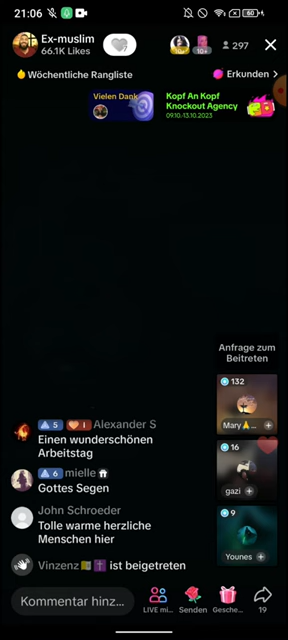 21:06
60
Ex-muslim
66.1K Likes
10+
297
Wöchentliche Rangliste
Erkunden
Vielen Dank
Kopf An Kopf
Knockout Agency
09.10-13.10.2023
Anfrage zum
Beitreten
132
Mary🙏...
16
gazi
9
Younes
5 1 Alexander S
Einen wunderschönen
Arbeitstag
6 mielle
Gottes Segen
John Schroeder
Tolle warme herzliche
Menschen hier
Vinzenz🇻🇦✝️ ist beigetreten
Kommentar hinz...
LIVE mi...
Senden
Gesche...
19